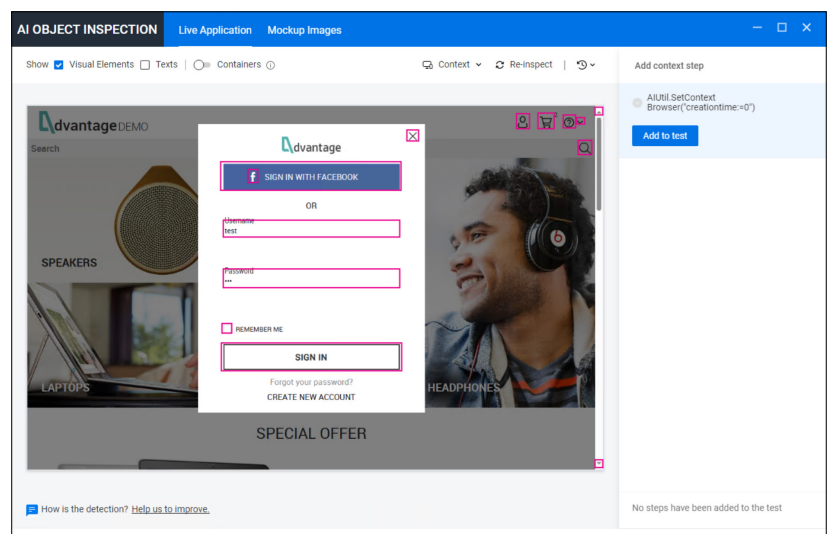 AI OBJECT INSPECTION Live Application Mockup Images
Show Visual Elements Texts | Containers Context Re-inspect |
Add context step
AIUtil.SetContext
Browser("creationtime:=0")
Add to test
dvantage DEMO
Search
dvantage
f SIGN IN WITH FACEBOOK
OR
Username
test
SPEAKERS
Password
•••
REMEMBER ME
SIGN IN
LAPTOPS
Forgot your password?
HEADPHONES
CREATE NEW ACCOUNT
SPECIAL OFFER
How is the detection? Help us to improve.
No steps have been added to the test